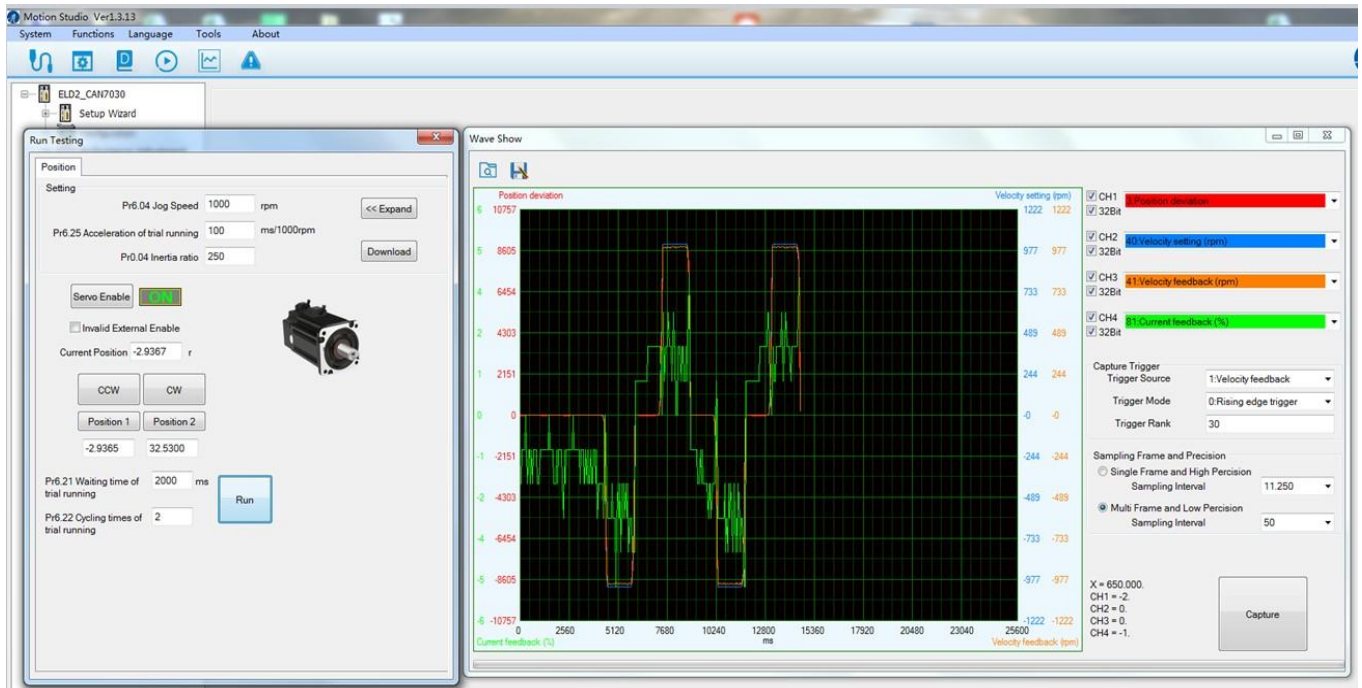 Motion Studio Ver1.3.13
System Functions Language Tools About
ELD2_CAN7030
Setup Wizard
Run Testing
Position
Setting
Pr6.04 Jog Speed 1000 rpm
<< Expand
Pr6.25 Acceleration of trial running 100 ms/1000rpm
Download
Pr0.04 Inertia ratio 250
Servo Enable ON
Invalid External Enable
Current Position -2.9367 r
CCW CW
Position 1 Position 2
-2.9365 32.5300
Pr6.21 Waiting time of trial running 2000 ms
Run
Pr6.22 Cycling times of trial running 2
Wave Show
Position deviation Velocity setting (rpm)
6 10757 1222 1222
5 8605 977 977
4 6454 733 733
2 4303 489 489
1 2151 244 244
0 0 -0 -0
-1 -2151 -244 -244
-2 -4303 -489 -489
-4 -6454 -733 -733
-5 -8605 -977 -977
-6 -10757 -1222 -1222
0 2560 5120 7680 10240 12800 15360 17920 20480 23040 25600
ms
Current feedback (%) Velocity feedback (rpm)
CH1 3:Position deviation
32Bit
CH2 40:Velocity setting (rpm)
32Bit
CH3 41:Velocity feedback (rpm)
32Bit
CH4 81:Current feedback (%)
32Bit
Capture Trigger
Trigger Source 1:Velocity feedback
Trigger Mode 0:Rising edge trigger
Trigger Rank 30
Sampling Frame and Precision
Single Frame and High Percision
Sampling Interval 11.250
Multi Frame and Low Percision
Sampling Interval 50
X = 650.000.
CH1 = -2.
CH2 = 0.
CH3 = 0.
CH4 = -1.
Capture